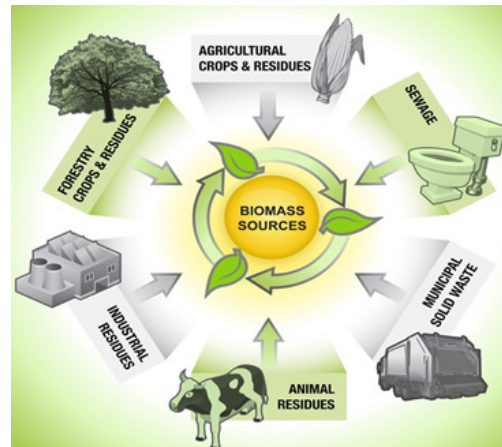 AGRICULTURAL
CROPS & RESIDUES
SEWAGE
FORESTRY
CROPS & RESIDUES
BIOMASS
SOURCES
MUNICIPAL
SOLID WASTE
INDUSTRIAL
RESIDUES
ANIMAL
RESIDUES